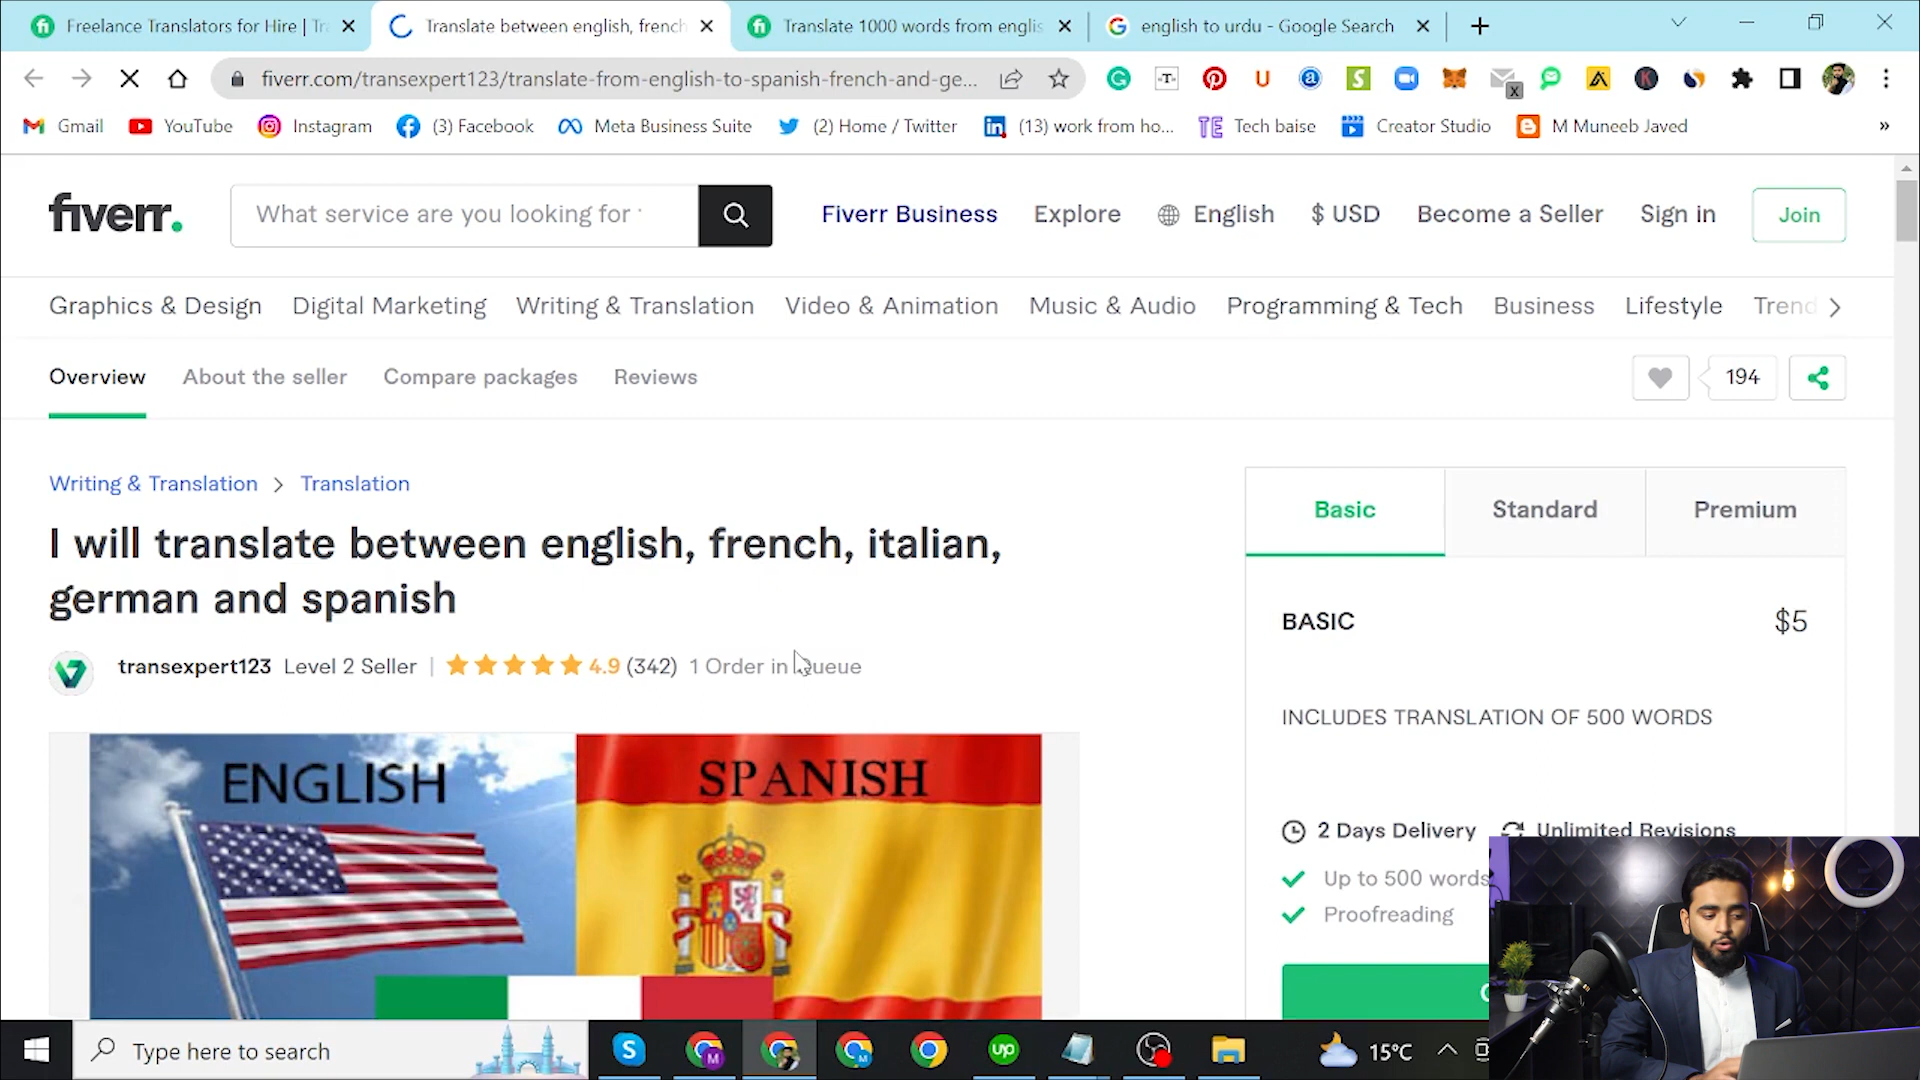 Freelance Translators for Hire | Tr
Translate between english, french
Translate 1000 words from englis
english to urdu - Google Search
fiverr.com/transexpert123/translate-from-english-to-spanish-french-and-ge...
Gmail
YouTube
Instagram
(3) Facebook
Meta Business Suite
(2) Home / Twitter
(13) work from ho...
Tech baise
Creator Studio
M Muneeb Javed
fiverr.
What service are you looking for
Fiverr Business
Explore
English
$ USD
Become a Seller
Sign in
Join
Graphics & Design
Digital Marketing
Writing & Translation
Video & Animation
Music & Audio
Programming & Tech
Business
Lifestyle
Trend
Overview
About the seller
Compare packages
Reviews
194
Writing & Translation > Translation
I will translate between english, french, italian,
german and spanish
transexpert123 Level 2 Seller | 4.9 (342) 1 Order in Queue
Basic
Standard
Premium
BASIC
$5
INCLUDES TRANSLATION OF 500 WORDS
2 Days Delivery
Unlimited Revisions
Up to 500 words
Proofreading
ENGLISH
SPANISH
Type here to search
15°C